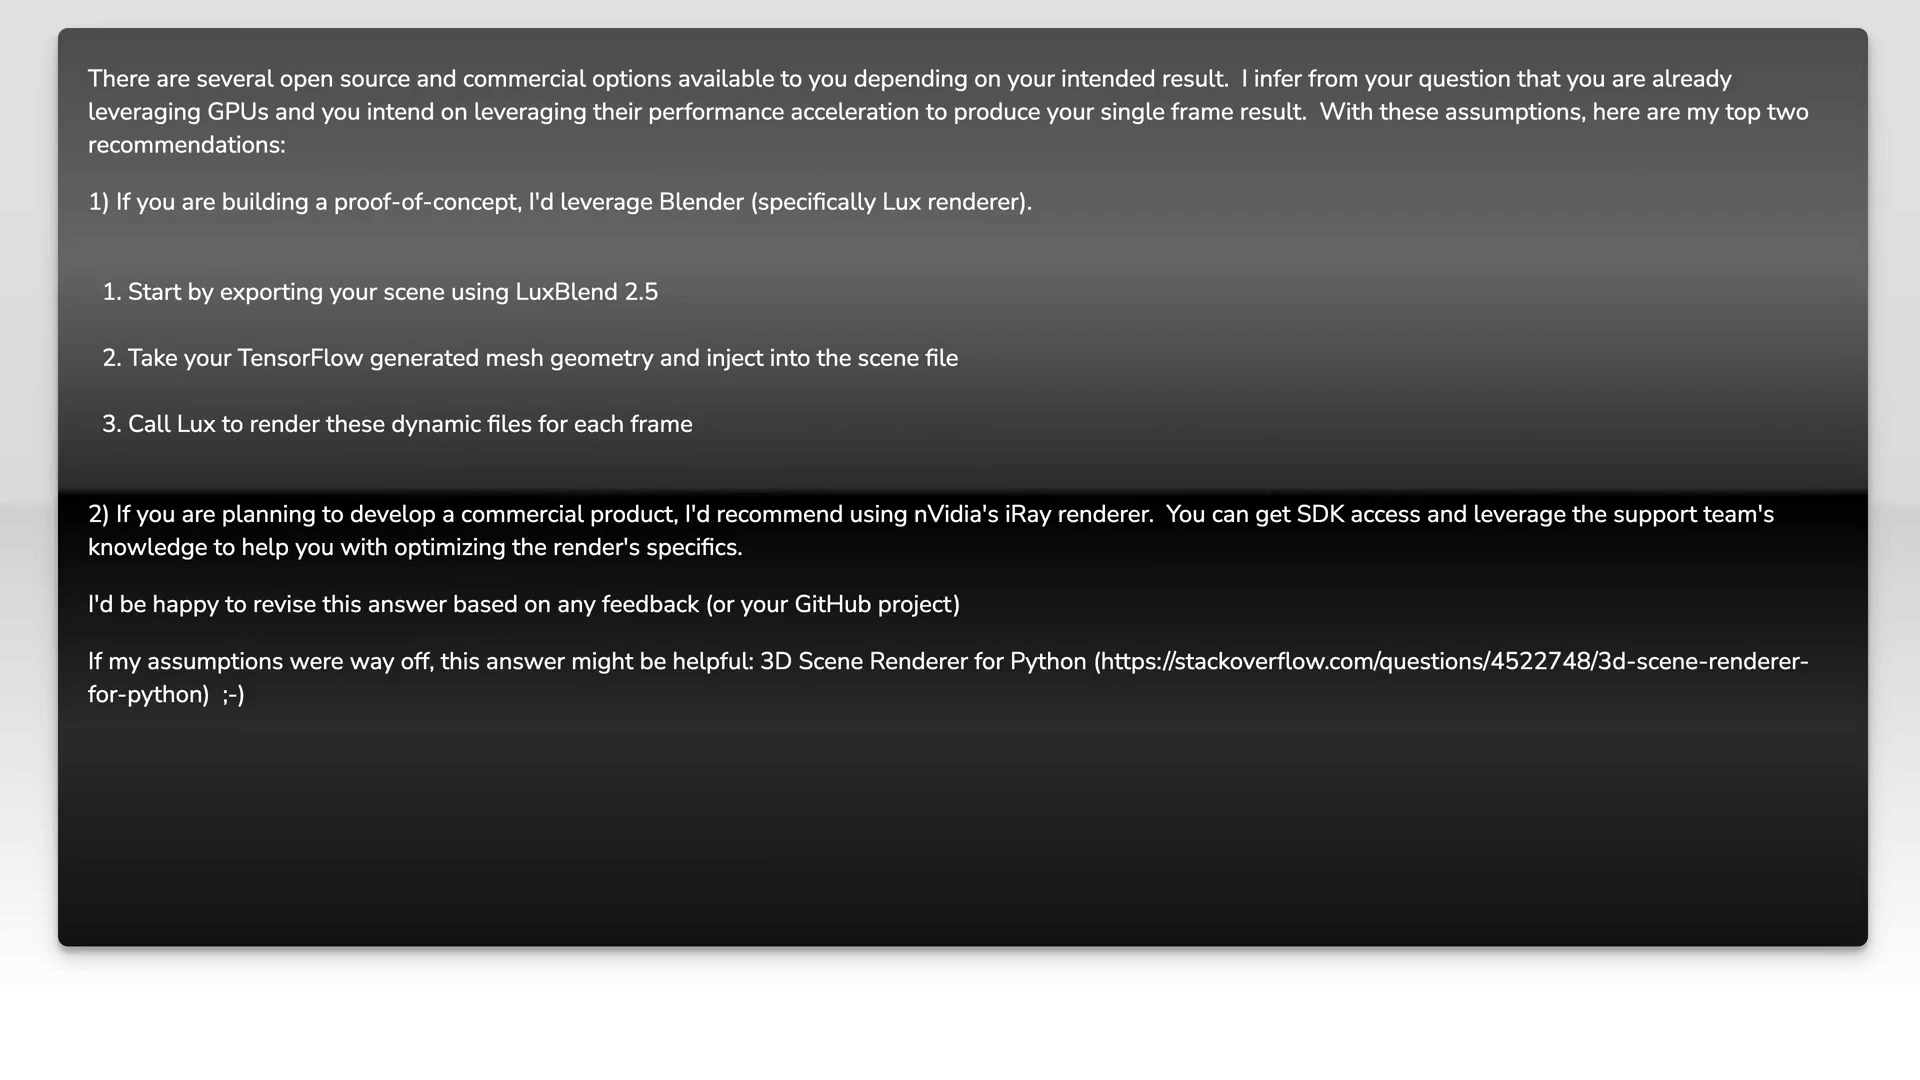 There are several open source and commercial options available to you depending on your intended result.  I infer from your question that you are already
leveraging GPUs and you intend on leveraging their performance acceleration to produce your single frame result.  With these assumptions, here are my top two
recommendations:
1) If you are building a proof-of-concept, I'd leverage Blender (specifically Lux renderer).
1. Start by exporting your scene using LuxBlend 2.5
2. Take your TensorFlow generated mesh geometry and inject into the scene file
3. Call Lux to render these dynamic files for each frame
2) If you are planning to develop a commercial product, I'd recommend using nVidia's iRay renderer.  You can get SDK access and leverage the support team's
knowledge to help you with optimizing the render's specifics.
I'd be happy to revise this answer based on any feedback (or your GitHub project)
If my assumptions were way off, this answer might be helpful: 3D Scene Renderer for Python (https://stackoverflow.com/questions/4522748/3d-scene-renderer-
for-python)  ;-)